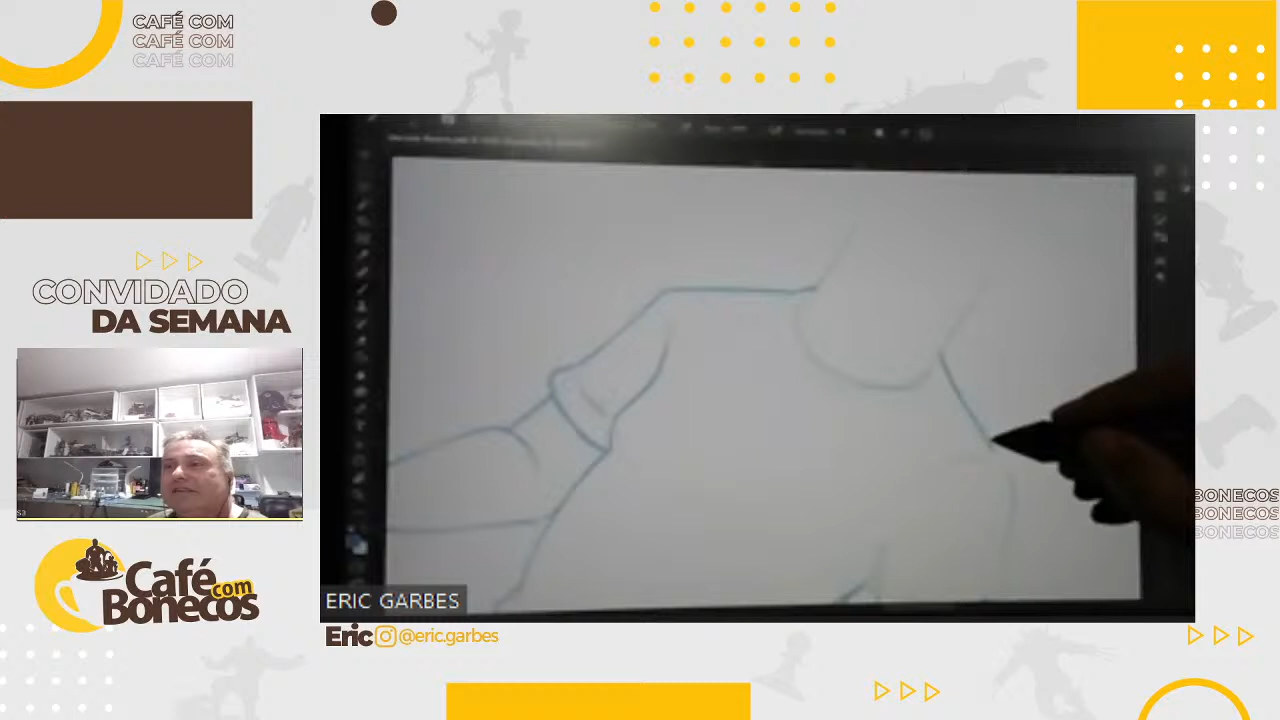 CAFÉ COM
CAFÉ COM
CAFÉ COM
CONVIDADO
DA SEMANA
Café
com
Bonecos
ERIC GARBES
Eric @eric.garbes
BONECOS
BONECOS
BONECOS